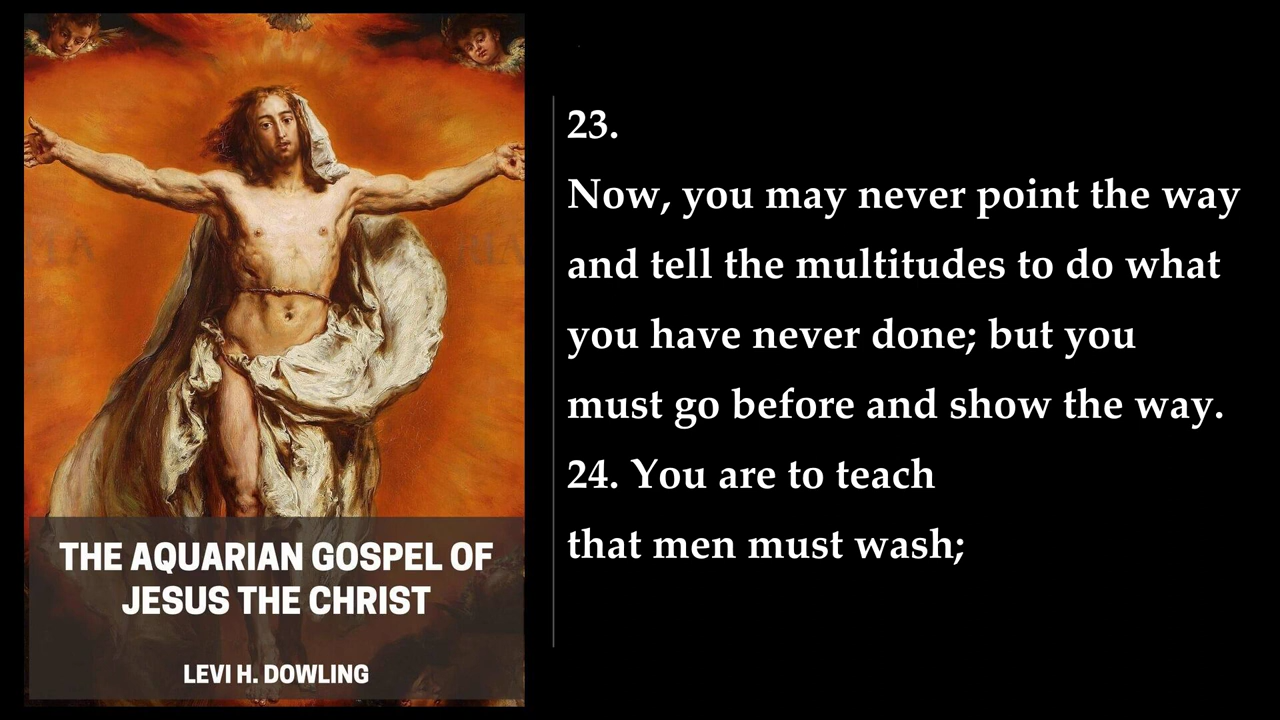 THE AQUARIAN GOSPEL OF
JESUS THE CHRIST
LEVI H. DOWLING
23.
Now, you may never point the way
and tell the multitudes to do what
you have never done; but you
must go before and show the way.
24. You are to teach
that men must wash;